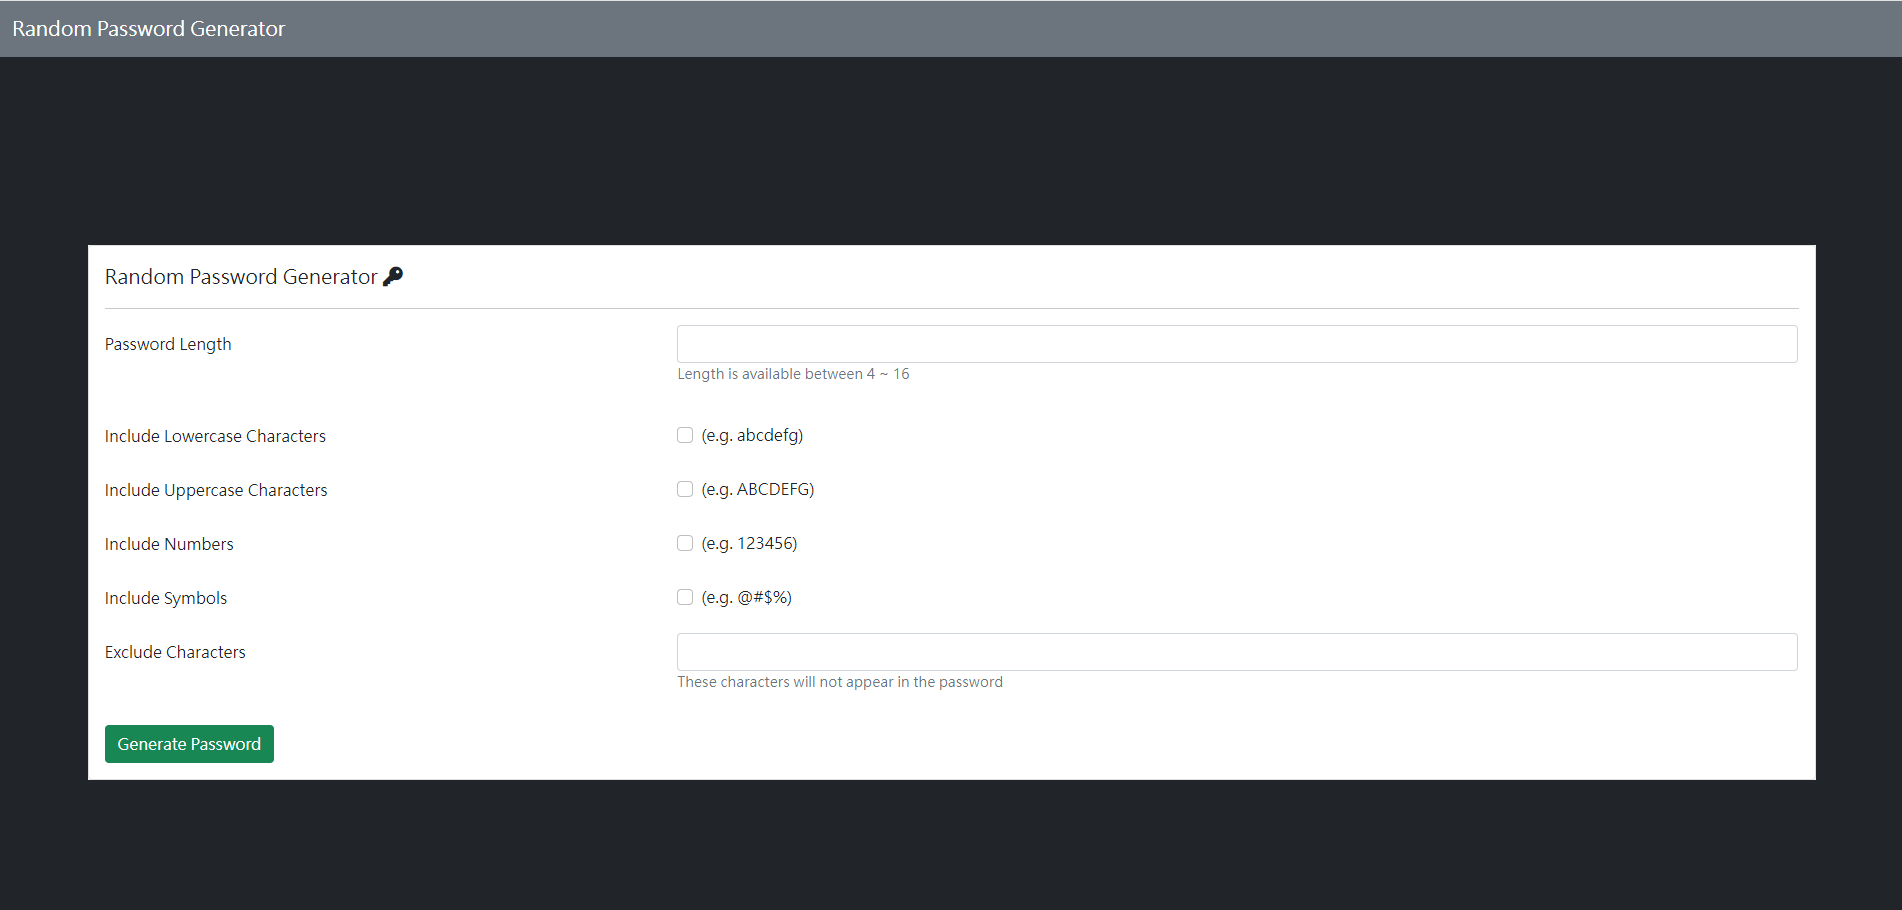 Random Password Generator
Random Password Generator
Password Length
Length is available between 4 ~ 16
Include Lowercase Characters (e.g. abcdefg)
Include Uppercase Characters (e.g. ABCDEFG)
Include Numbers (e.g. 123456)
Include Symbols (e.g. @#$%)
Exclude Characters
These characters will not appear in the password
Generate Password